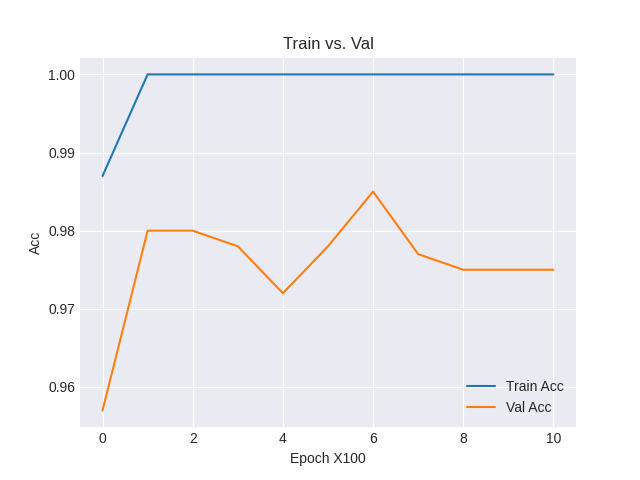 Train vs. Val
1.00
0.99
0.98
0.97
0.96
Acc
Train Acc
Val Acc
0 2 4 6 8 10
Epoch X100